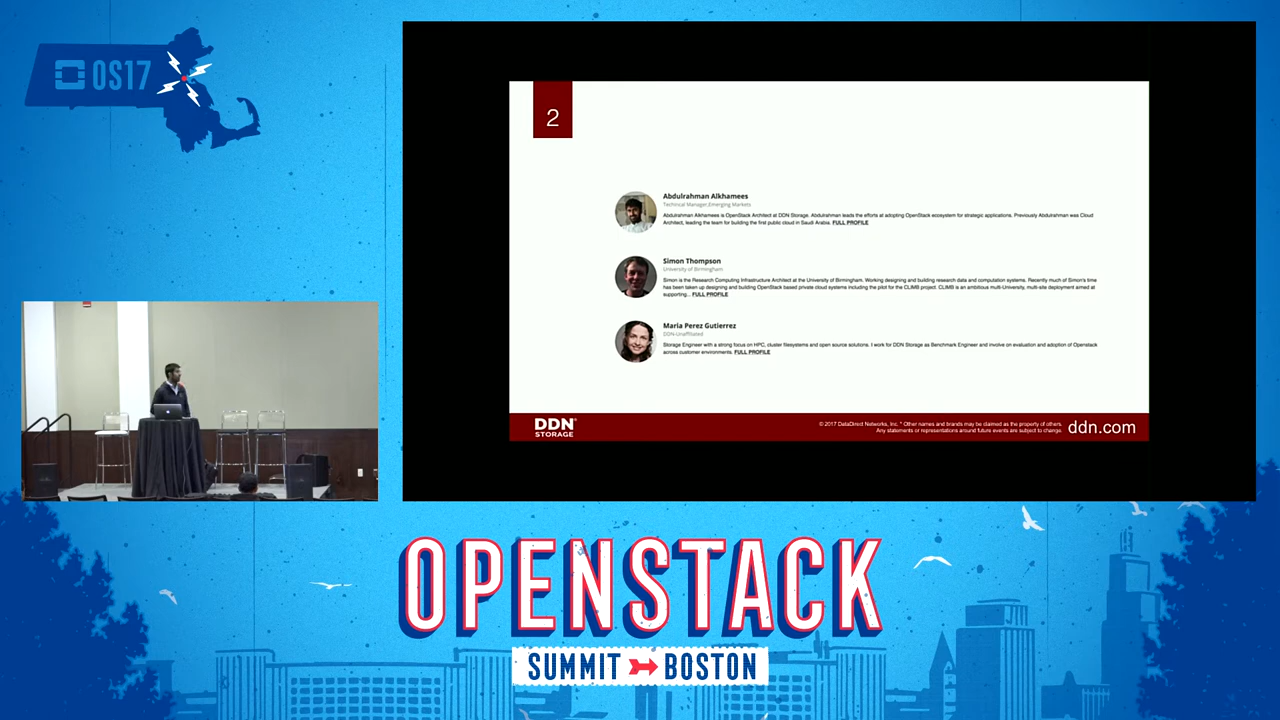 OS17
2
Abdulrahman Alkhamees
Technical Manager,Emerging Markets
Abdulrahman Alkhamees is OpenStack Architect at DDN Storage. Abdulrahman leads the efforts at adopting OpenStack ecosystem for strategic applications. Previously Abdulrahman was Cloud
Architect, leading the team for building the first public cloud in Saudi Arabia. FULL PROFILE
Simon Thompson
University of Birmingham
Simon is the Research Computing Infrastructure Architect at the University of Birmingham. Working designing and building research data and computation systems. Recently much of Simon's time
has been taken up designing and building OpenStack based private cloud systems including the pilot for the CLIMB project. CLIMB is an ambitious multi-University, multi-site deployment aimed at
supporting... FULL PROFILE
Maria Perez Gutierrez
DDN-Unaffiliated
Storage Engineer with a strong focus on HPC, cluster filesystems and open source solutions. I work for DDN Storage as Benchmark Engineer and involve on evaluation and adoption of Openstack
across customer environments. FULL PROFILE
DDN®
STORAGE
© 2017 DataDirect Networks, Inc. * Other names and brands may be claimed as the property of others.
Any statements or representations around future events are subject to change.
ddn.com
OPENSTACK
SUMMIT BOSTON